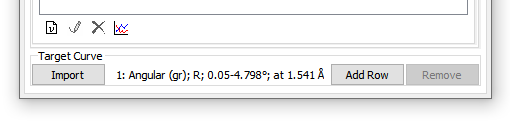 Target Curve
Import 1: Angular (gr); R; 0.05-4.798°; at 1.541 Å Add Row Remove